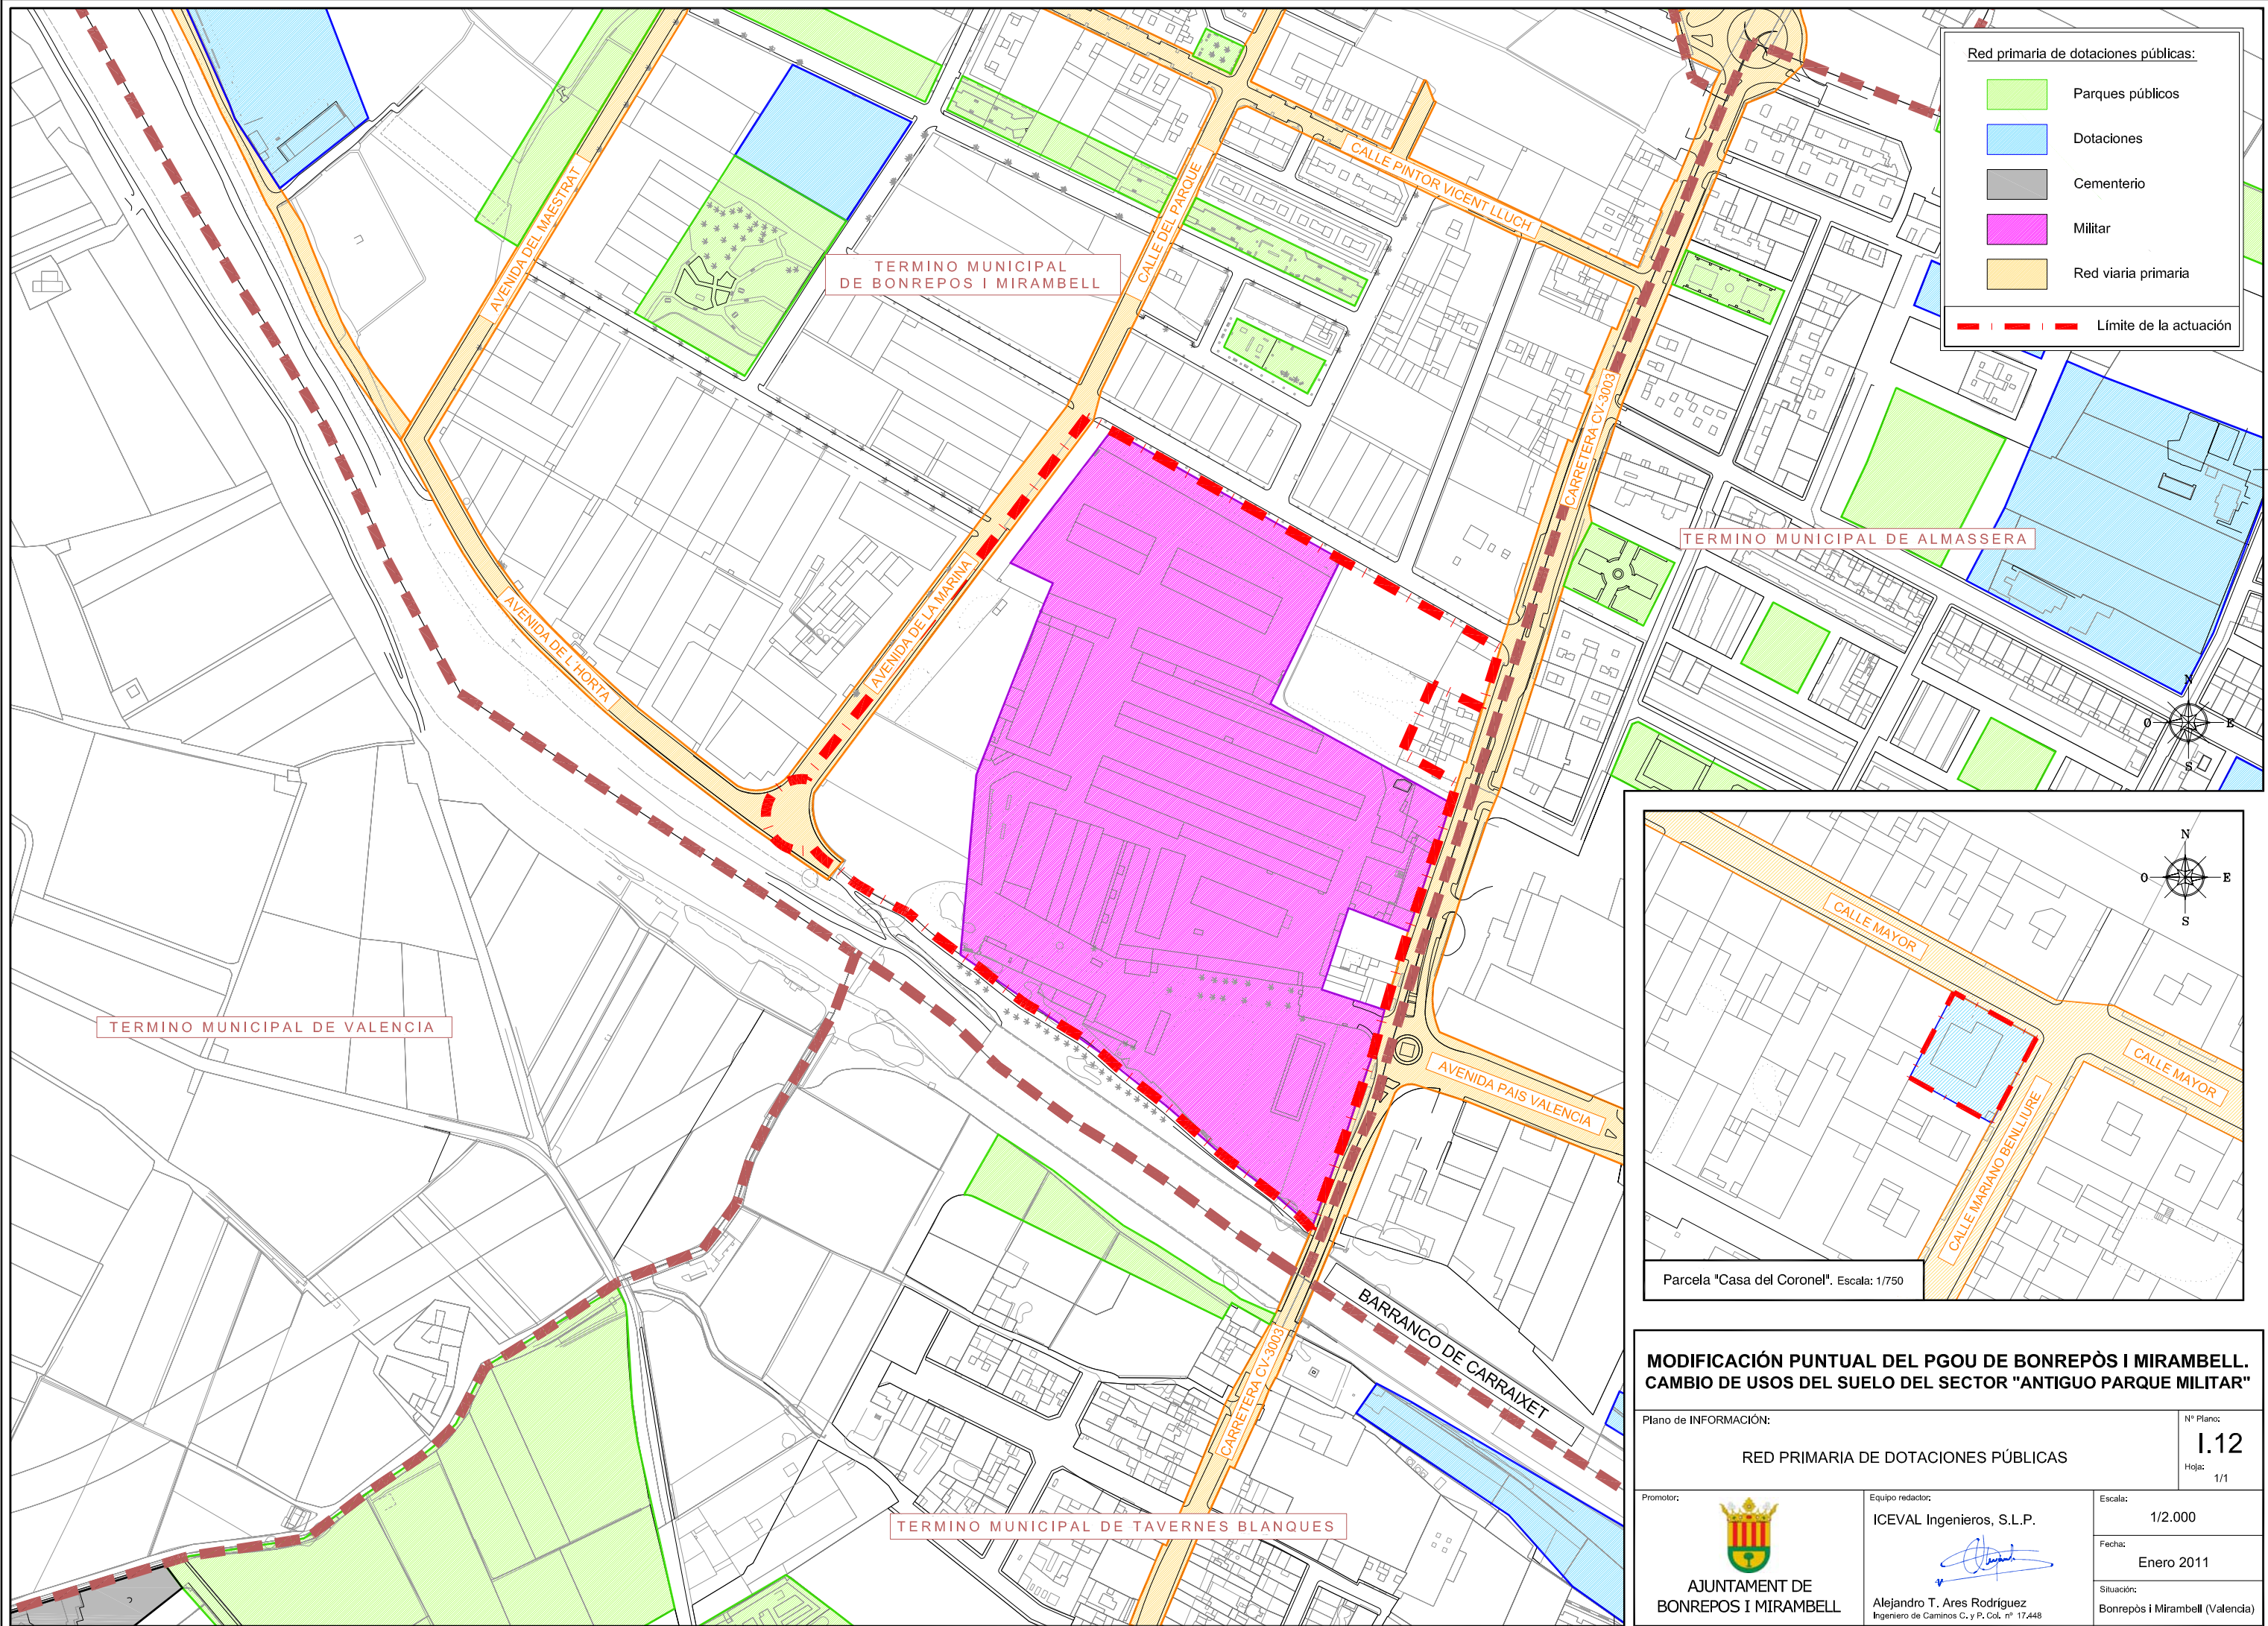 Red primaria de dotaciones públicas:
Parques públicos
Dotaciones
Cementerio
Militar
Red viaria primaria
Límite de la actuación
AVENIDA DEL MAESTRAT
TERMINO MUNICIPAL
DE BONREPOS I MIRAMBELL
CALLE DEL PARQUE
CALLE PINTOR VICENT LLUCH
CARRETERA CV-3003
TERMINO MUNICIPAL DE ALMASSERA
AVENIDA DE L'HORTA
AVENIDA DE LA MARINA
N
O
E
S
TERMINO MUNICIPAL DE VALENCIA
AVENIDA PAIS VALENCIA
BARRANCO DE CARRAIXET
CARRETERA CV-3003
TERMINO MUNICIPAL DE TAVERNES BLANQUES
N
O
E
S
CALLE MAYOR
CALLE MAYOR
CALLE MARIANO BENLLIURE
Parcela "Casa del Coronel". Escala: 1/750
MODIFICACIÓN PUNTUAL DEL PGOU DE BONREPÒS I MIRAMBELL.
CAMBIO DE USOS DEL SUELO DEL SECTOR "ANTIGUO PARQUE MILITAR"
Plano de INFORMACIÓN:
RED PRIMARIA DE DOTACIONES PÚBLICAS
Nº Plano:
I.12
Hoja:
1/1
Promotor:
AJUNTAMENT DE
BONREPOS I MIRAMBELL
Equipo redactor:
ICEVAL Ingenieros, S.L.P.
Alejandro T. Ares Rodríguez
Ingeniero de Caminos C. y P. Col. nº 17.448
Escala:
1/2.000
Fecha:
Enero 2011
Situación:
Bonrepòs i Mirambell (Valencia)